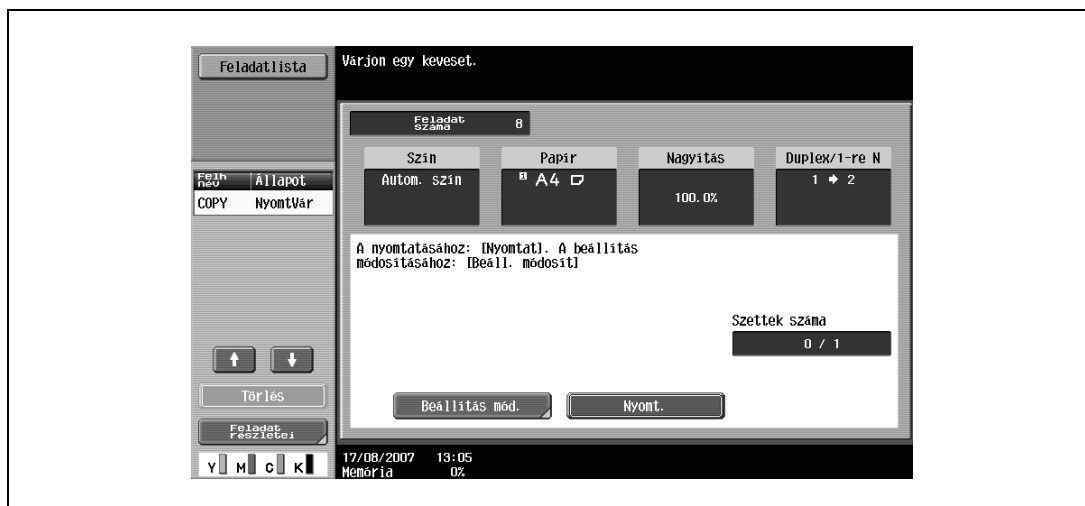 Feladatlista
Várjon egy keveset.
Feladat
száma 8
Szín Papír Nagyítás Duplex/1-re N
Autom. szín 1 A4 100.0% 1 → 2
Felh
név Állapot
COPY NyomtVár
A nyomtatásához: [Nyomtat]. A beállítás
módosításához: [Beáll. módosít]
Szettek száma
0 / 1
↑ ↓
Törlés
Beállítás mód. Nyomt.
Feladat
részletei
Y M C K
17/08/2007 13:05
Memória 0%